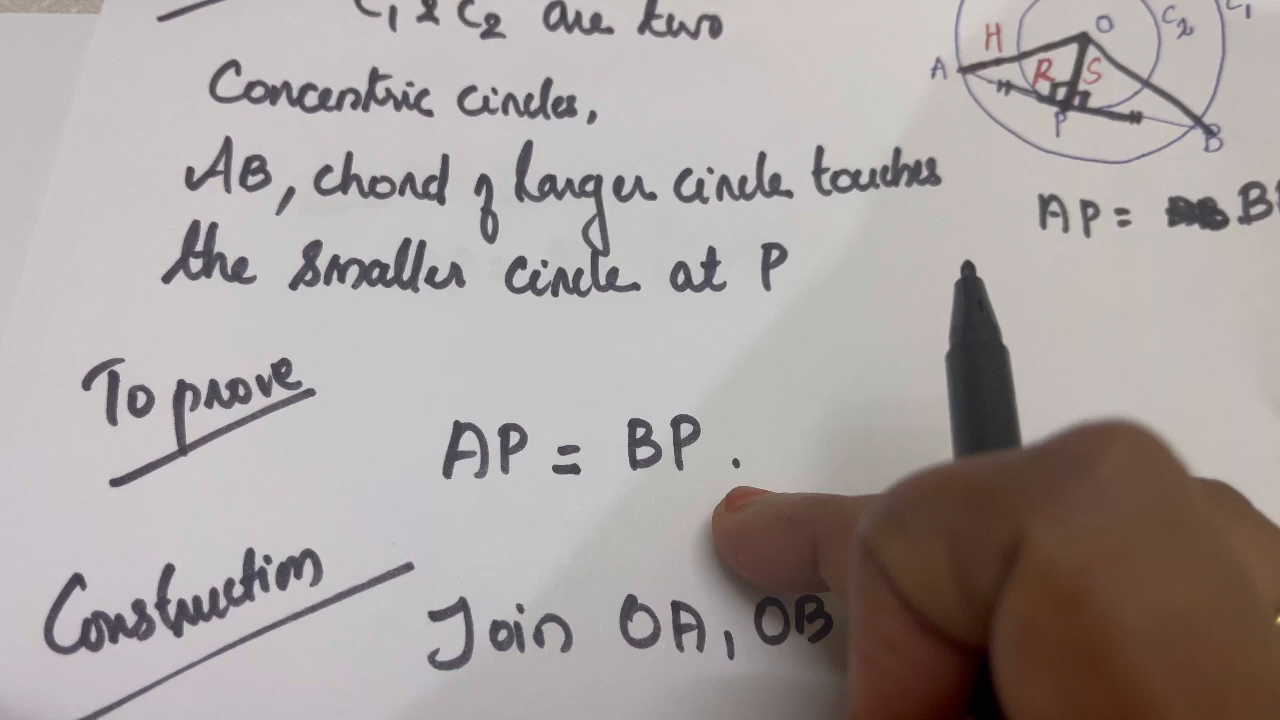 C₁ & C₂ are two
Concentric circles,
AB, chord of larger circle touches
the smaller circle at P
To prove
AP = BP.
Construction
Join OA, OB
O
C₂
C₁
H
A
R
S
P
B
AP = B